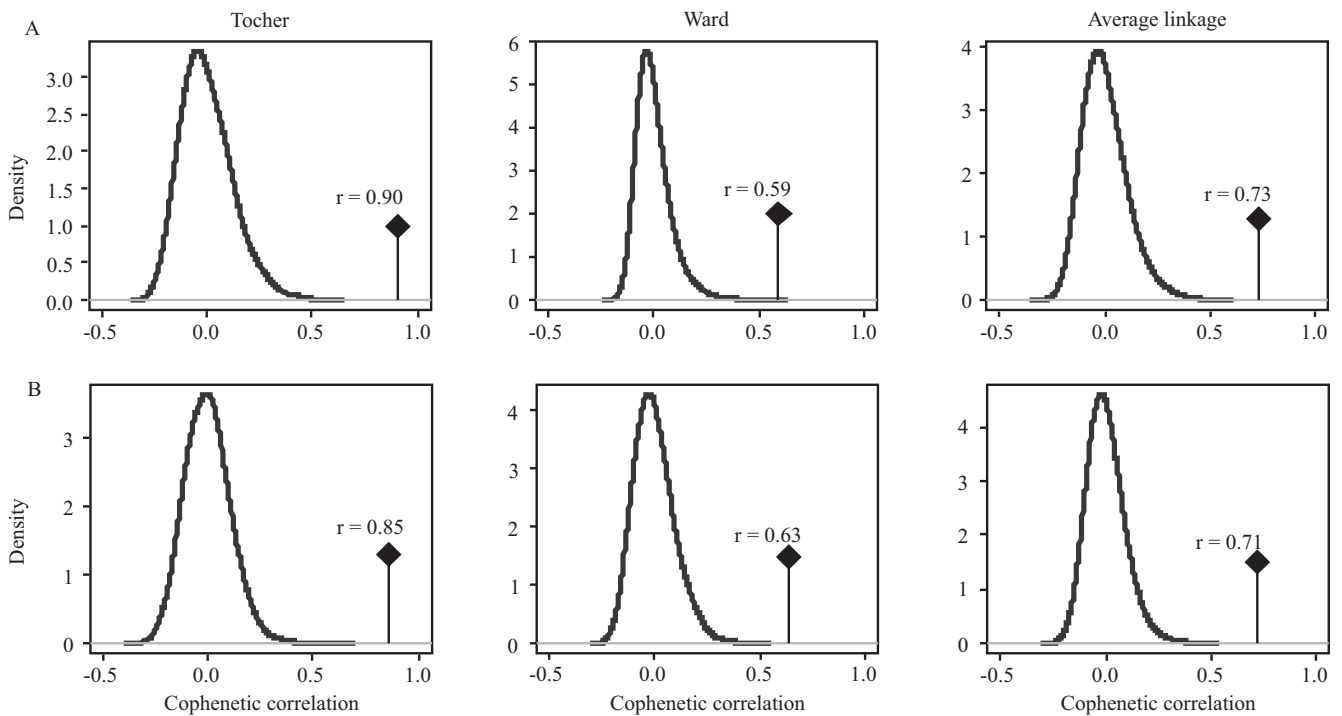 A
Tocher
Ward
Average linkage
Density
3.0
2.5
2.0
1.5
1.0
0.5
0.0
r = 0.90
-0.5 0.0 0.5 1.0
6
5
4
3
2
1
0
r = 0.59
-0.5 0.0 0.5 1.0
4
3
2
1
0
r = 0.73
-0.5 0.0 0.5 1.0
B
Density
3
2
1
0
r = 0.85
-0.5 0.0 0.5 1.0
Cophenetic correlation
4
3
2
1
0
r = 0.63
-0.5 0.0 0.5 1.0
Cophenetic correlation
4
3
2
1
0
r = 0.71
-0.5 0.0 0.5 1.0
Cophenetic correlation